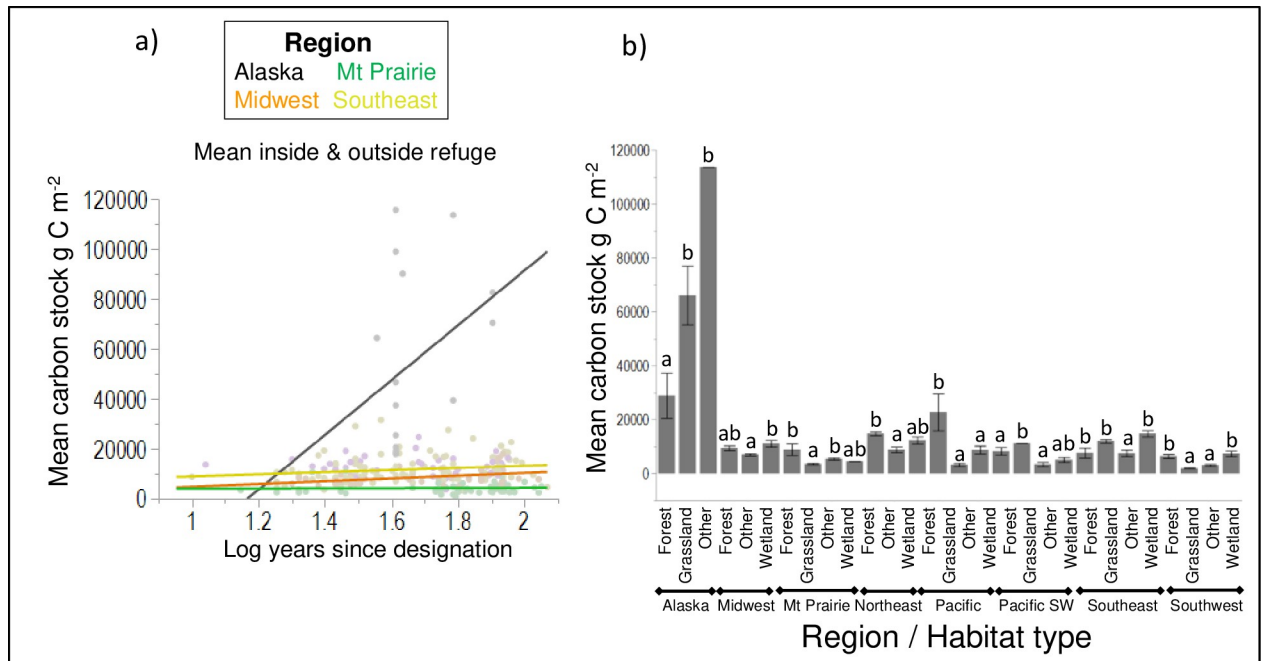 a)
Region
Alaska Mt Prairie
Midwest Southeast
Mean inside & outside refuge
Mean carbon stock g C m-2
120000
100000
80000
60000
40000
20000
0
1 1.2 1.4 1.6 1.8 2
Log years since designation
b)
Mean carbon stock g C m-2
120000
100000
80000
60000
40000
20000
0
a b b ab a b b a b ab b a ab b a a a b a ab a b a b b a a b
Forest Grassland Other Forest Other Wetland Forest Grassland Other Wetland Forest Other Wetland Forest Grassland Other Wetland Forest Grassland Other Wetland Forest Grassland Other Wetland Forest Grassland Other Wetland
Alaska Midwest Mt Prairie Northeast Pacific Pacific SW Southeast Southwest
Region / Habitat type